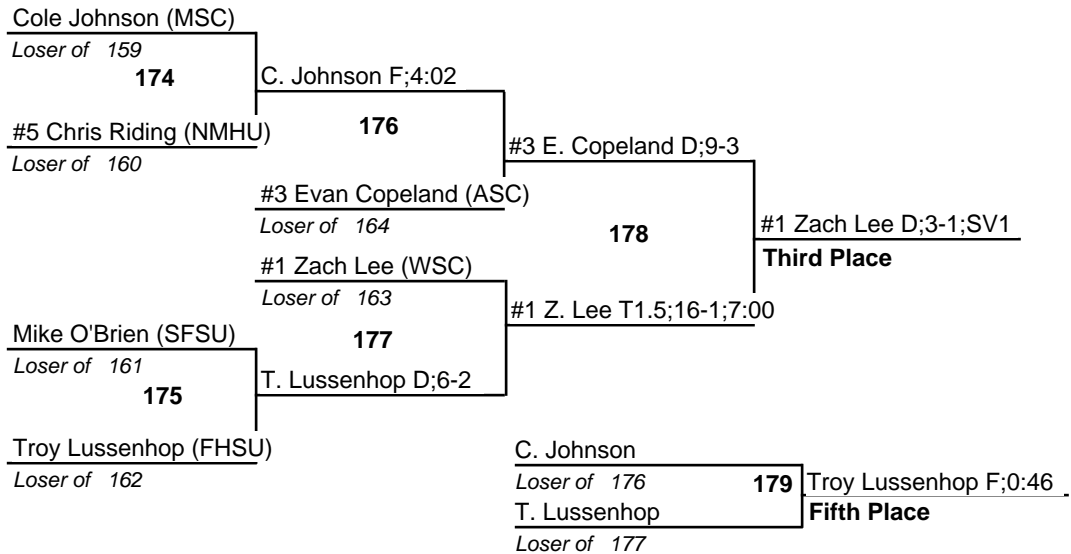 Cole Johnson (MSC)
Loser of 159
174
C. Johnson F;4:02
#5 Chris Riding (NMHU)
Loser of 160
176
#3 E. Copeland D;9-3
#3 Evan Copeland (ASC)
Loser of 164
178
#1 Zach Lee D;3-1;SV1
Third Place
#1 Zach Lee (WSC)
Loser of 163
#1 Z. Lee T1.5;16-1;7:00
Mike O'Brien (SFSU)
Loser of 161
177
175
T. Lussenhop D;6-2
Troy Lussenhop (FHSU)
Loser of 162
C. Johnson
Loser of 176
179
Troy Lussenhop F;0:46
Fifth Place
T. Lussenhop
Loser of 177